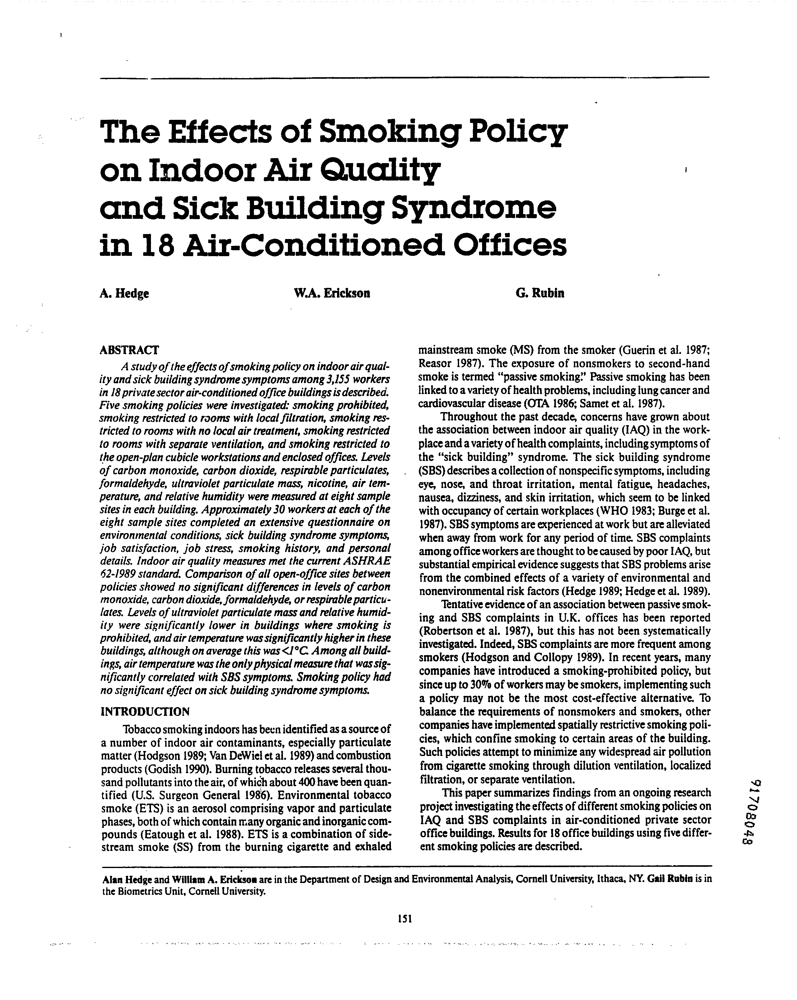 The Effects of Smoking Policy
on Indoor Air Quality
and Sick Building Syndrome
in 18 Air-Conditioned Offices
A. Hedge W.A. Erickson G. Rubin
ABSTRACT
A study of the effects of smoking policy on indoor air qual-
ity and sick building syndrome symptoms among 3,155 workers
in 18 private sector air-conditioned office buildings is described.
Five smoking policies were investigated: smoking prohibited,
smoking restricted to rooms with local filtration, smoking res-
tricted to rooms with no local air treatment, smoking restricted
to rooms with separate ventilation, and smoking restricted to
the open-plan cubicle workstations and enclosed offices. Levels
of carbon monoxide, carbon dioxide, respirable particulates,
formaldehyde, ultraviolet particulate mass, nicotine, air tem-
perature, and relative humidity were measured at eight sample
sites in each building. Approximately 30 workers at each of the
eight sample sites completed an extensive questionnaire on
environmental conditions, sick building syndrome symptoms,
job satisfaction, job stress, smoking history, and personal
details. Indoor air quality measures met the current ASHRAE
62-1989 standard. Comparison of all open-office sites between
policies showed no significant differences in levels of carbon
monoxide, carbon dioxide, formaldehyde, or respirable particu-
lates. Levels of ultraviolet particulate mass and relative humid-
ity were significantly lower in buildings where smoking is
prohibited, and air temperature was significantly higher in these
buildings, although on average this was <1°C. Among all build-
ings, air temperature was the only physical measure that was sig-
nificantly correlated with SBS symptoms. Smoking policy had
no significant effect on sick building syndrome symptoms.
INTRODUCTION
Tobacco smoking indoors has been identified as a source of
a number of indoor air contaminants, especially particulate
matter (Hodgson 1989; Van DeWiel et al. 1989) and combustion
products (Godish 1990). Burning tobacco releases several thou-
sand pollutants into the air, of which about 400 have been quan-
tified (U.S. Surgeon General 1986). Environmental tobacco
smoke (ETS) is an aerosol comprising vapor and particulate
phases, both of which contain many organic and inorganic com-
pounds (Eatough et al. 1988). ETS is a combination of side-
stream smoke (SS) from the burning cigarette and exhaled
mainstream smoke (MS) from the smoker (Guerin et al. 1987;
Reasor 1987). The exposure of nonsmokers to second-hand
smoke is termed "passive smoking." Passive smoking has been
linked to a variety of health problems, including lung cancer and
cardiovascular disease (OTA 1986; Samet et al. 1987).
Throughout the past decade, concerns have grown about
the association between indoor air quality (IAQ) in the work-
place and a variety of health complaints, including symptoms of
the "sick building" syndrome. The sick building syndrome
(SBS) describes a collection of nonspecific symptoms, including
eye, nose, and throat irritation, mental fatigue, headaches,
nausea, dizziness, and skin irritation, which seem to be linked
with occupancy of certain workplaces (WHO 1983; Burge et al.
1987). SBS symptoms are experienced at work but are alleviated
when away from work for any period of time. SBS complaints
among office workers are thought to be caused by poor IAQ, but
substantial empirical evidence suggests that SBS problems arise
from the combined effects of a variety of environmental and
nonenvironmental risk factors (Hedge 1989; Hedge et al. 1989).
Tentative evidence of an association between passive smok-
ing and SBS complaints in U.K. offices has been reported
(Robertson et al. 1987), but this has not been systematically
investigated. Indeed, SBS complaints are more frequent among
smokers (Hodgson and Collopy 1989). In recent years, many
companies have introduced a smoking-prohibited policy, but
since up to 30% of workers may be smokers, implementing such
a policy may not be the most cost-effective alternative. To
balance the requirements of nonsmokers and smokers, other
companies have implemented spatially restrictive smoking poli-
cies, which confine smoking to certain areas of the building.
Such policies attempt to minimize any widespread air pollution
from cigarette smoking through dilution ventilation, localized
filtration, or separate ventilation.
This paper summarizes findings from an ongoing research
project investigating the effects of different smoking policies on
IAQ and SBS complaints in air-conditioned private sector
office buildings. Results for 18 office buildings using five differ-
ent smoking policies are described.
91708048
Alan Hedge and William A. Erickson are in the Department of Design and Environmental Analysis, Cornell University, Ithaca, NY. Gail Rubin is in
the Biometrics Unit, Cornell University.
151